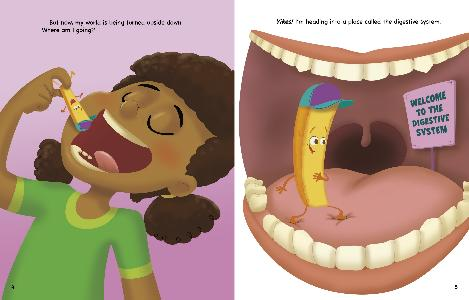 But now, my world is being turned upside down.
Where am I going?
4
Yikes! I'm heading into a place called the digestive system.
WELCOME
TO THE
DIGESTIVE
SYSTEM
5